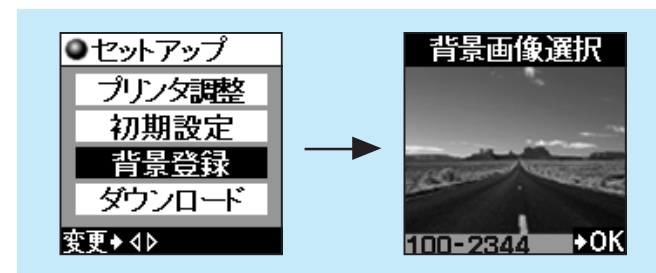 セットアップ
プリンタ調整
初期設定
背景登録
ダウンロード
変更
背景画像選択
100-2344
OK